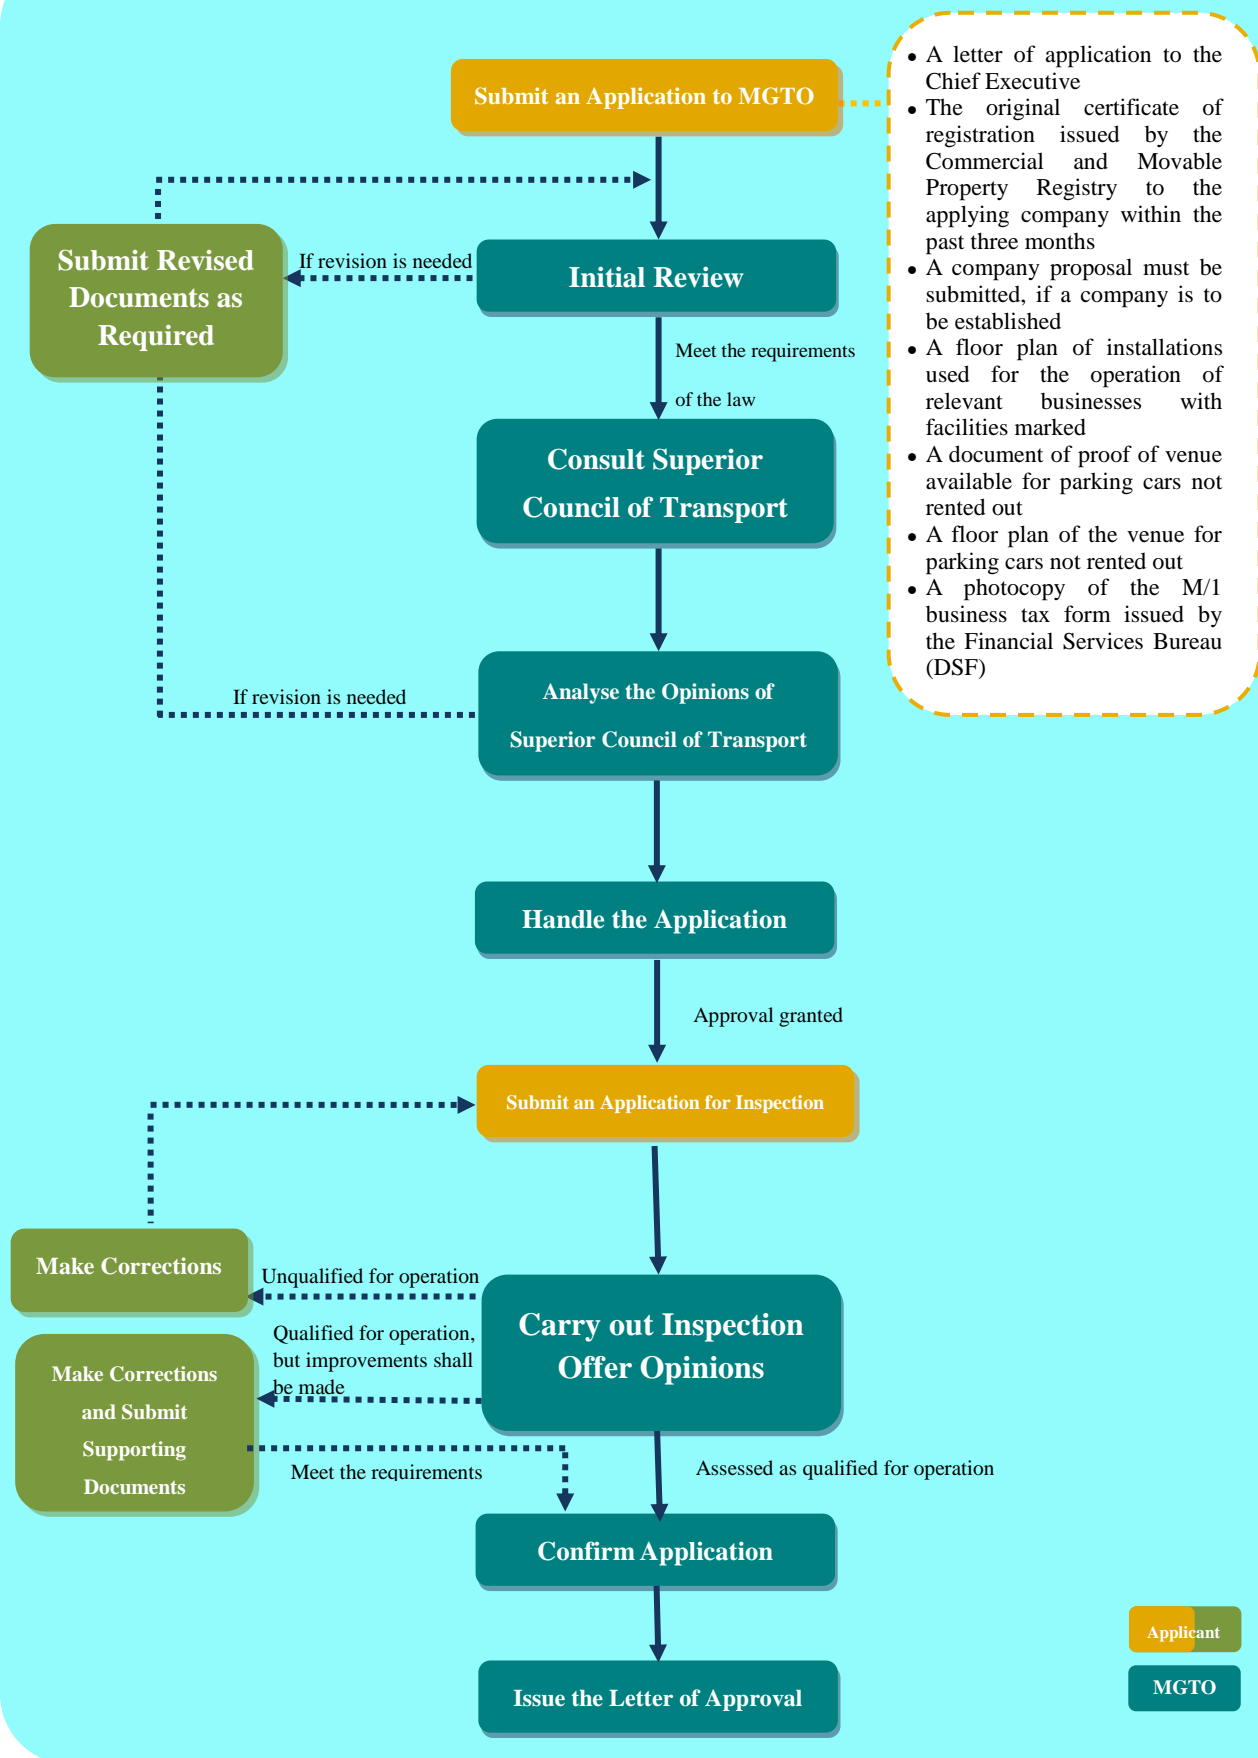 Submit an Application to MGTO
• A letter of application to the
Chief Executive
• The original certificate of
registration issued by the
Commercial and Movable
Property Registry to the
applying company within the
past three months
• A company proposal must be
submitted, if a company is to
be established
• A floor plan of installations
used for the operation of
relevant businesses with
facilities marked
• A document of proof of venue
available for parking cars not
rented out
• A floor plan of the venue for
parking cars not rented out
• A photocopy of the M/1
business tax form issued by
the Financial Services Bureau
(DSF)
Submit Revised
Documents as
Required
If revision is needed
Initial Review
Meet the requirements
of the law
Consult Superior
Council of Transport
If revision is needed
Analyse the Opinions of
Superior Council of Transport
Handle the Application
Approval granted
Submit an Application for Inspection
Make Corrections
Unqualified for operation
Carry out Inspection
Offer Opinions
Qualified for operation,
but improvements shall
be made
Make Corrections
and Submit
Supporting
Documents
Meet the requirements
Assessed as qualified for operation
Confirm Application
Issue the Letter of Approval
Applicant
MGTO